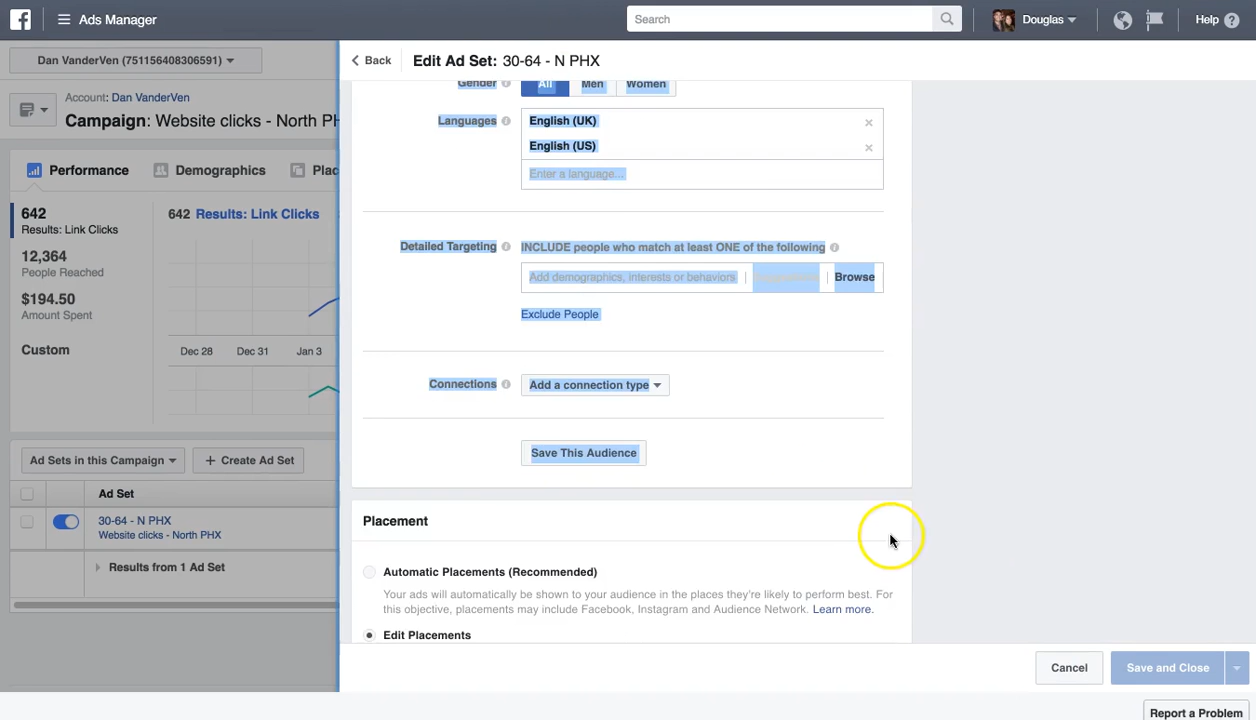 Ads Manager
Search
Douglas
Help
Dan VanderVen (751156408306591)
Account: Dan VanderVen
Campaign: Website clicks - North PH
Performance
Demographics
Plac
642
Results: Link Clicks
12,364
People Reached
$194.50
Amount Spent
Custom
642 Results: Link Clicks
Dec 28
Dec 31
Jan 3
Ad Sets in this Campaign
+ Create Ad Set
Ad Set
30-64 - N PHX
Website clicks - North PHX
Results from 1 Ad Set
Back
Edit Ad Set: 30-64 - N PHX
Gender
All
Men
Women
Languages
English (UK)
English (US)
Enter a language...
Detailed Targeting
INCLUDE people who match at least ONE of the following
Add demographics, interests or behaviors
Browse
Exclude People
Connections
Add a connection type
Save This Audience
Placement
Automatic Placements (Recommended)
Your ads will automatically be shown to your audience in the places they're likely to perform best. For
this objective, placements may include Facebook, Instagram and Audience Network. Learn more.
Edit Placements
Cancel
Save and Close
Report a Problem